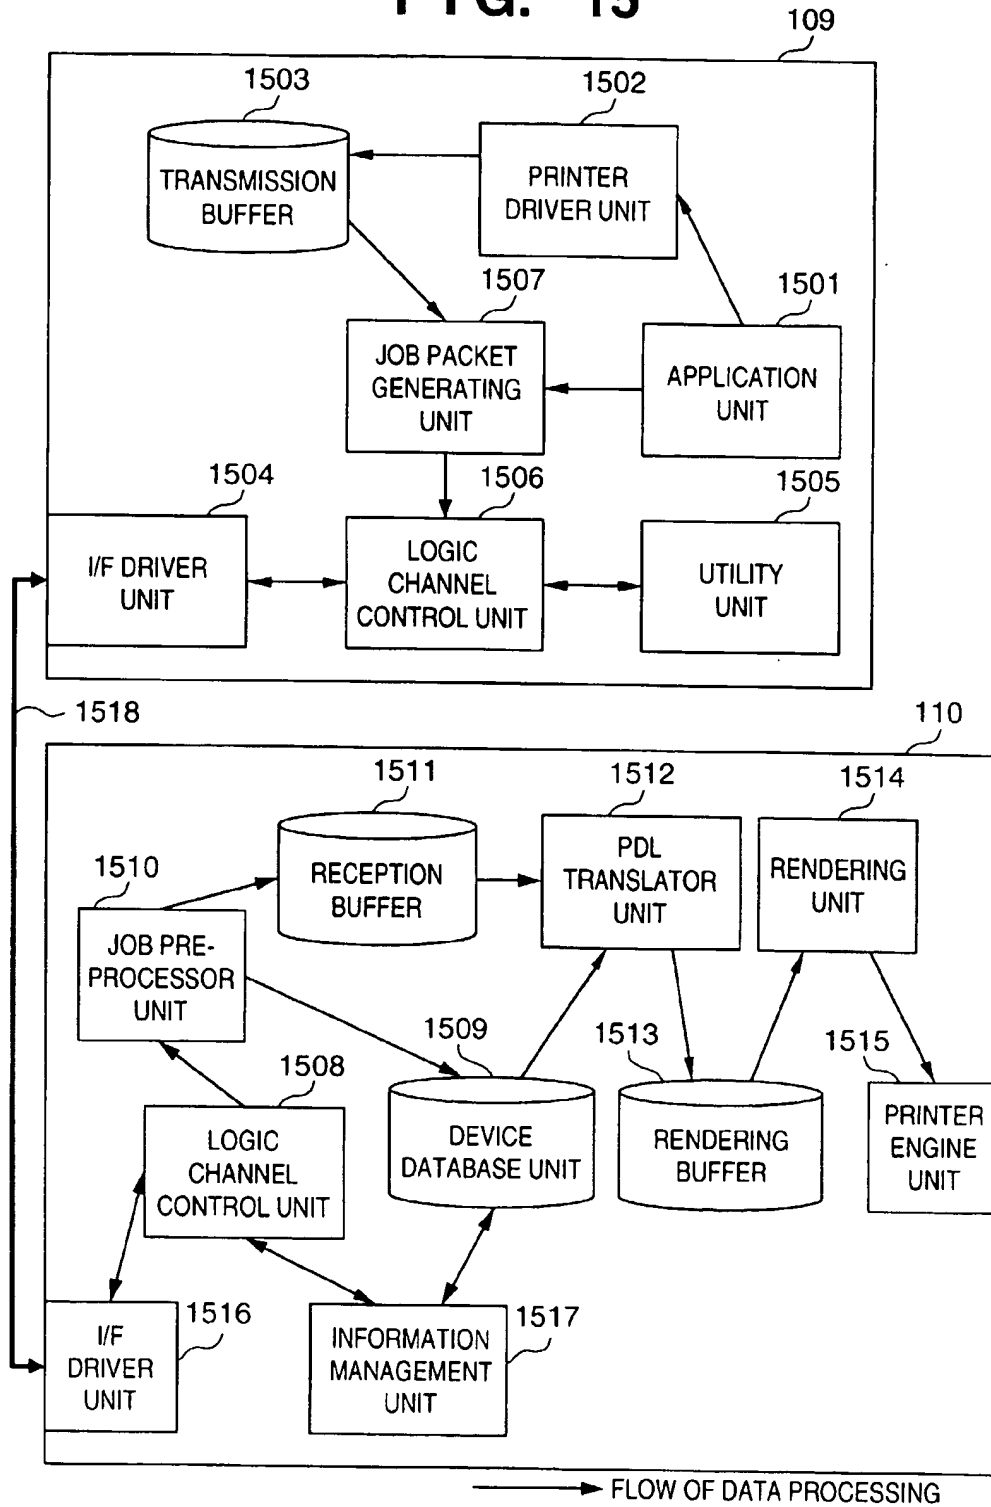 FIG. 15
109
1503
1502
TRANSMISSION
BUFFER
PRINTER
DRIVER UNIT
1507
1501
JOB PACKET
GENERATING
UNIT
APPLICATION
UNIT
1504
1506
1505
I/F DRIVER
UNIT
LOGIC
CHANNEL
CONTROL UNIT
UTILITY
UNIT
1518
110
1511
1512
1514
1510
RECEPTION
BUFFER
PDL
TRANSLATOR
UNIT
RENDERING
UNIT
JOB PRE-
PROCESSOR
UNIT
1508
1509
1513
1515
LOGIC
CHANNEL
CONTROL UNIT
DEVICE
DATABASE UNIT
RENDERING
BUFFER
PRINTER
ENGINE
UNIT
1516
1517
I/F
DRIVER
UNIT
INFORMATION
MANAGEMENT
UNIT
FLOW OF DATA PROCESSING